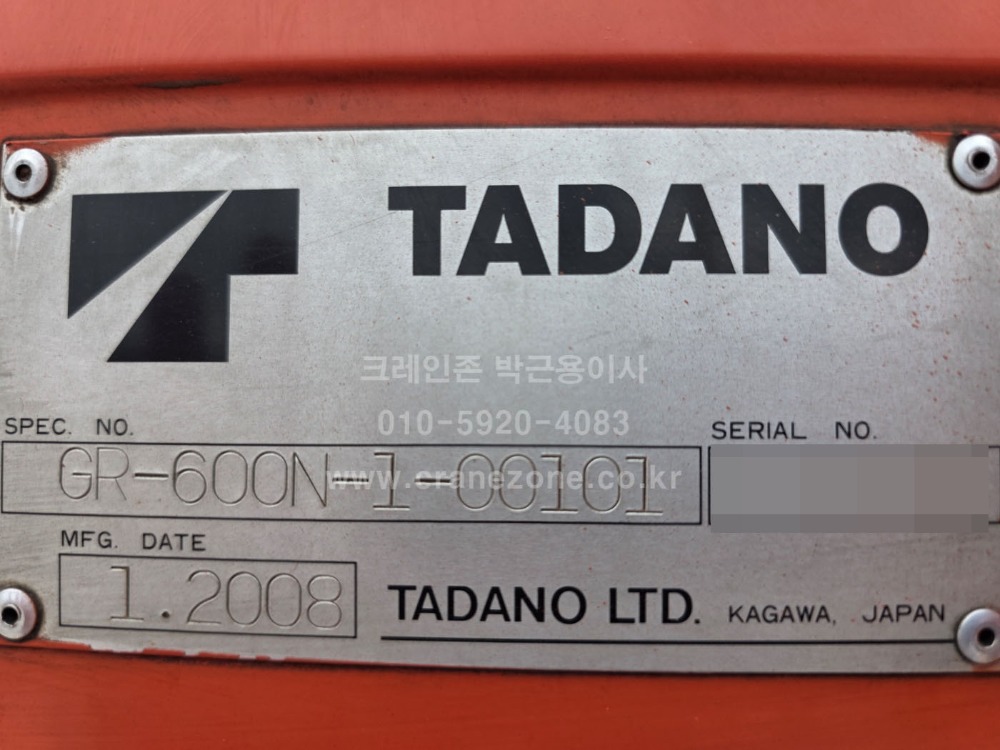 TADANO
크레인존 박근용이사
010-5920-4083
www.cranezone.co.kr
SPEC. NO.
SERIAL NO.
GR-600N-1-00101
MFG. DATE
1.2008
TADANO LTD. KAGAWA, JAPAN